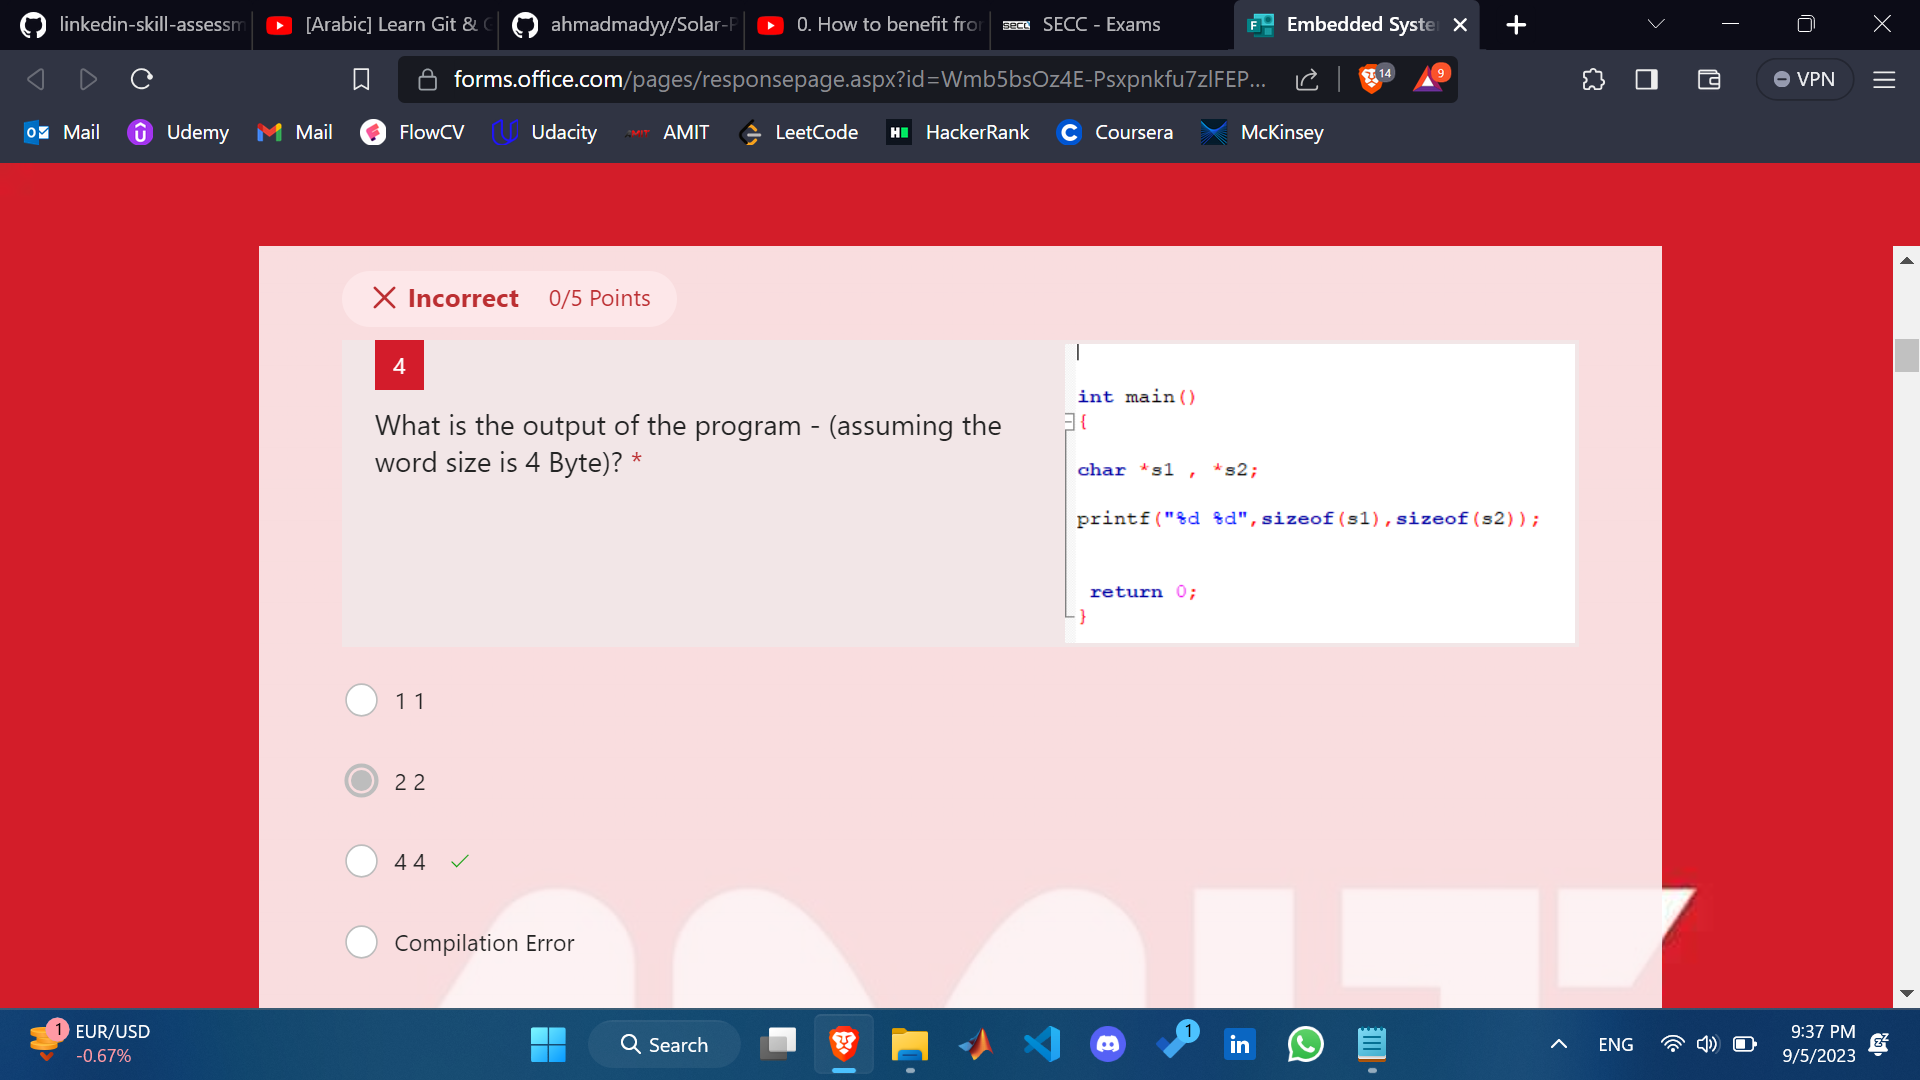 linkedin-skill-assessm
[Arabic] Learn Git &
ahmadmadyy/Solar-P
0. How to benefit from
SECC - Exams
Embedded Syste
forms.office.com/pages/responsepage.aspx?id=Wmb5bsOz4E-Psxpnkfu7zlFEP...
14
9
VPN
Mail
Udemy
Mail
FlowCV
Udacity
AMIT
LeetCode
HackerRank
Coursera
McKinsey
Incorrect 0/5 Points
4
What is the output of the program - (assuming the
word size is 4 Byte)? *
int main()
{
char *s1 , *s2;
printf("%d %d",sizeof(s1),sizeof(s2));
return 0;
}
1 1
2 2
4 4
Compilation Error
1
EUR/USD
-0.67%
Search
1
ENG
9:37 PM
9/5/2023